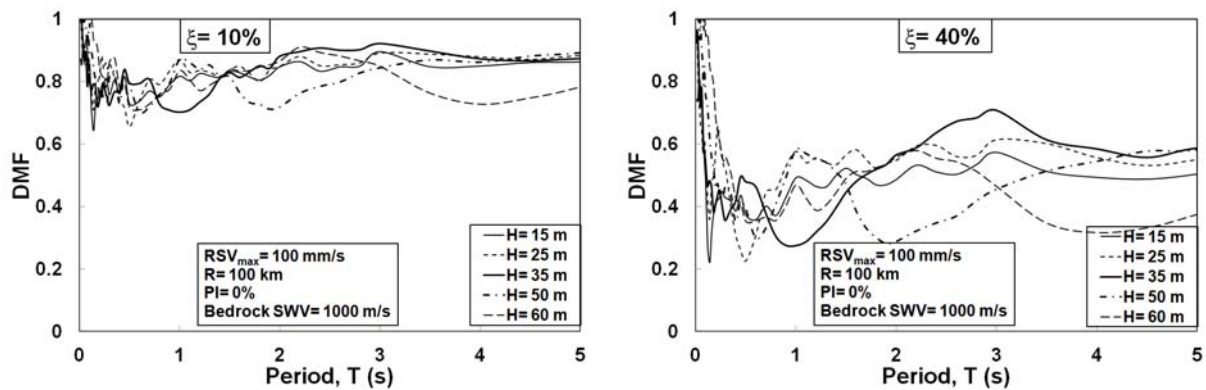 ξ= 10%
DMF
1
0.8
0.6
0.4
0.2
0
RSVmax= 100 mm/s
R= 100 km
PI= 0%
Bedrock SWV= 1000 m/s
H= 15 m
H= 25 m
H= 35 m
H= 50 m
H= 60 m
0 1 2 3 4 5
Period, T (s)
ξ= 40%
DMF
1
0.8
0.6
0.4
0.2
0
RSVmax= 100 mm/s
R= 100 km
PI= 0%
Bedrock SWV= 1000 m/s
H= 15 m
H= 25 m
H= 35 m
H= 50 m
H= 60 m
0 1 2 3 4 5
Period, T (s)